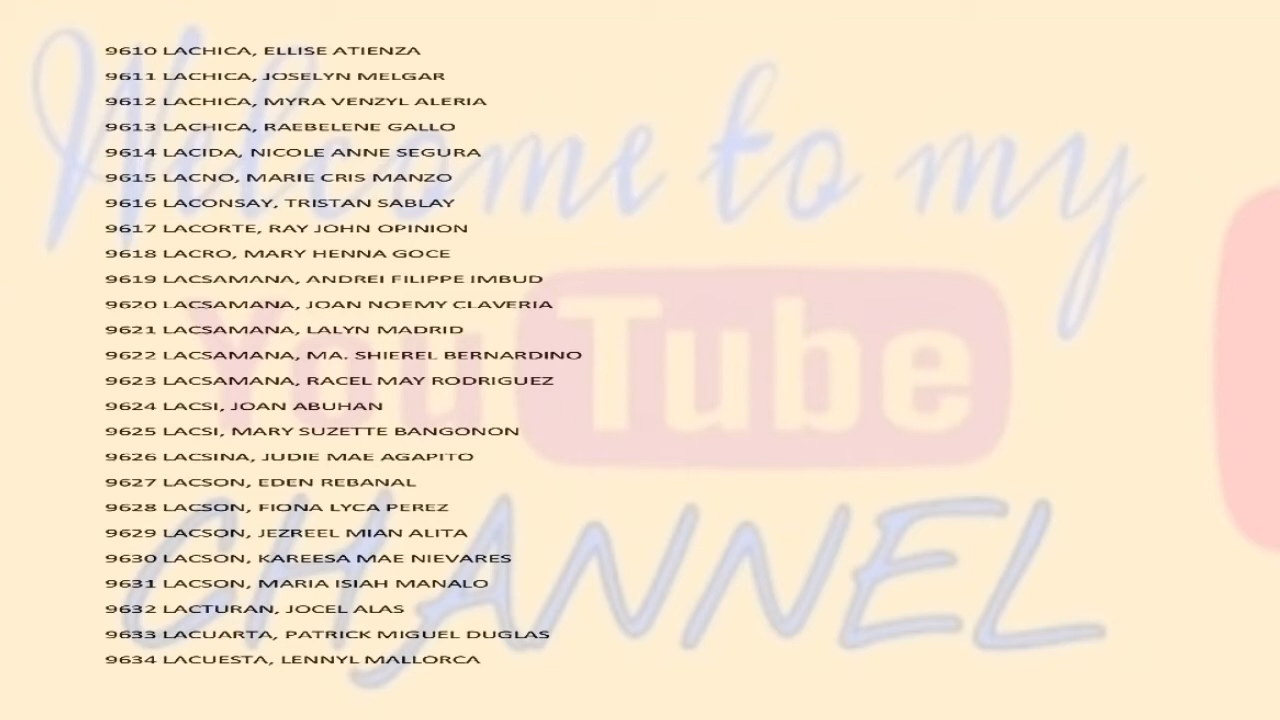 Welcome to my
YouTube
CHANNEL
9610 LACHICA, ELLISE ATIENZA
9611 LACHICA, JOSELYN MELGAR
9612 LACHICA, MYRA VENZYL ALERIA
9613 LACHICA, RAEBELENE GALLO
9614 LACIDA, NICOLE ANNE SEGURA
9615 LACNO, MARIE CRIS MANZO
9616 LACONSAY, TRISTAN SABLAY
9617 LACORTE, RAY JOHN OPINION
9618 LACRO, MARY HENNA GOCE
9619 LACSAMANA, ANDREI FILIPPE IMBUD
9620 LACSAMANA, JOAN NOEMY CLAVERIA
9621 LACSAMANA, LALYN MADRID
9622 LACSAMANA, MA. SHIEREL BERNARDINO
9623 LACSAMANA, RACEL MAY RODRIGUEZ
9624 LACSI, JOAN ABUHAN
9625 LACSI, MARY SUZETTE BANGONON
9626 LACSINA, JUDIE MAE AGAPITO
9627 LACSON, EDEN REBANAL
9628 LACSON, FIONA LYCA PEREZ
9629 LACSON, JEZREEL MIAN ALITA
9630 LACSON, KAREESA MAE NIEVARES
9631 LACSON, MARIA ISIAH MANALO
9632 LACTURAN, JOCEL ALAS
9633 LACUARTA, PATRICK MIGUEL DUGLAS
9634 LACUESTA, LENNYL MALLORCA